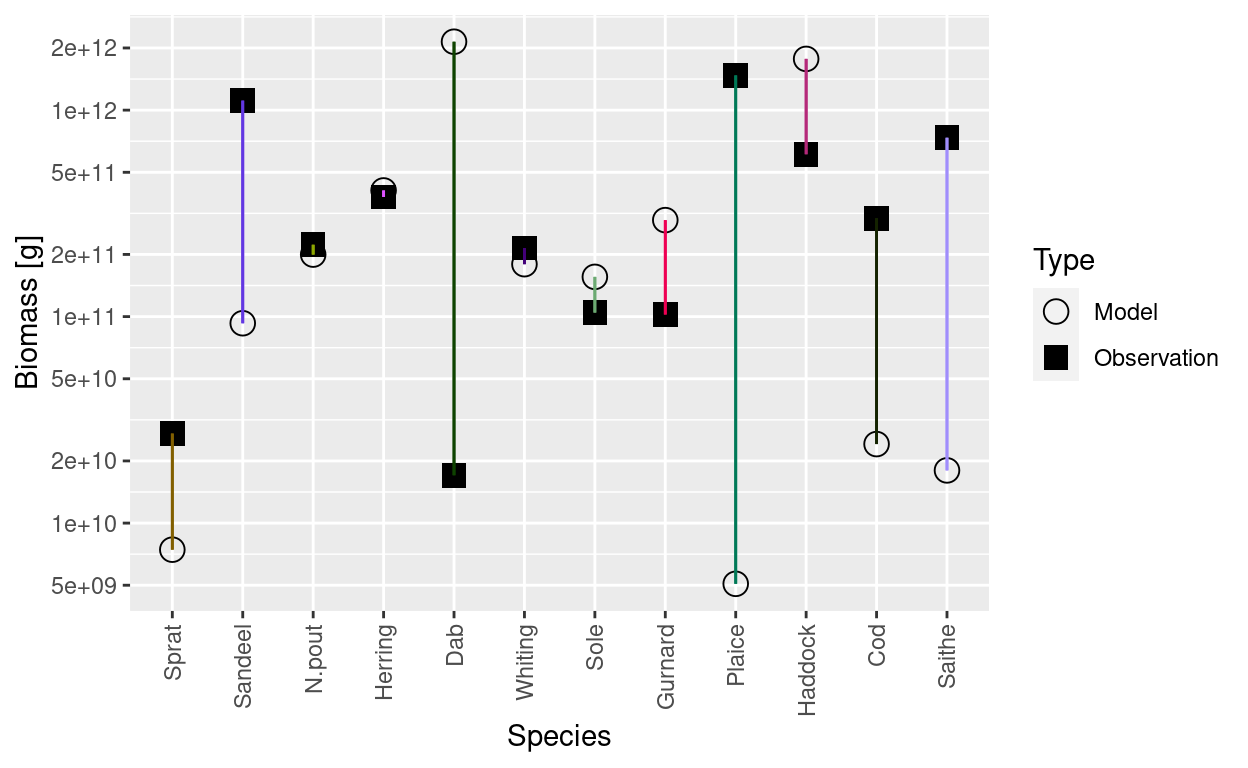 Biomass [g]
2e+12
1e+12
5e+11
2e+11
1e+11
5e+10
2e+10
1e+10
5e+09
Sprat
Sandeel
N.pout
Herring
Dab
Whiting
Sole
Gurnard
Plaice
Haddock
Cod
Saithe
Species
Type
Model
Observation